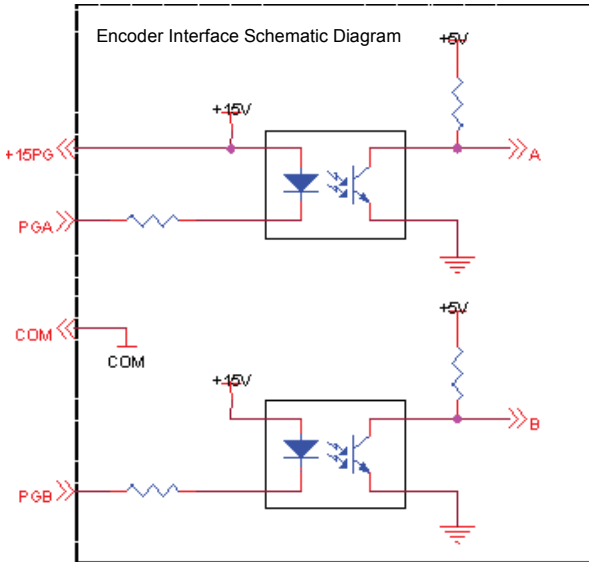 Encoder Interface Schematic Diagram
+5V
+15V
+15PG
A
PGA
COM
COM
+5V
+15V
B
PGB